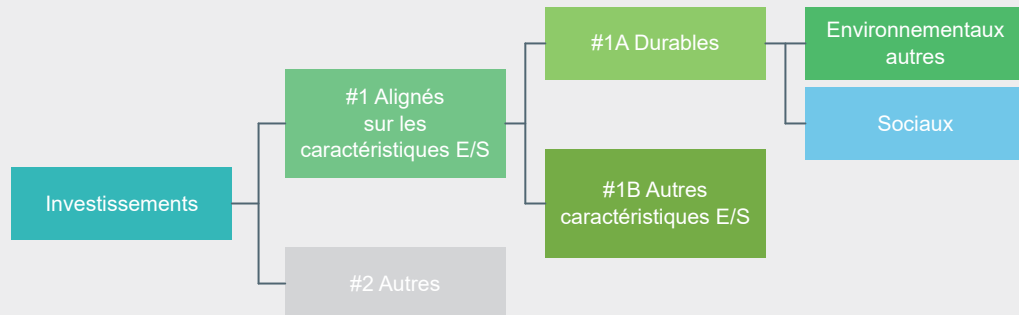 Investissements
#1 Alignés
sur les
caractéristiques E/S
#2 Autres
#1A Durables
#1B Autres
caractéristiques E/S
Environnementaux
autres
Sociaux